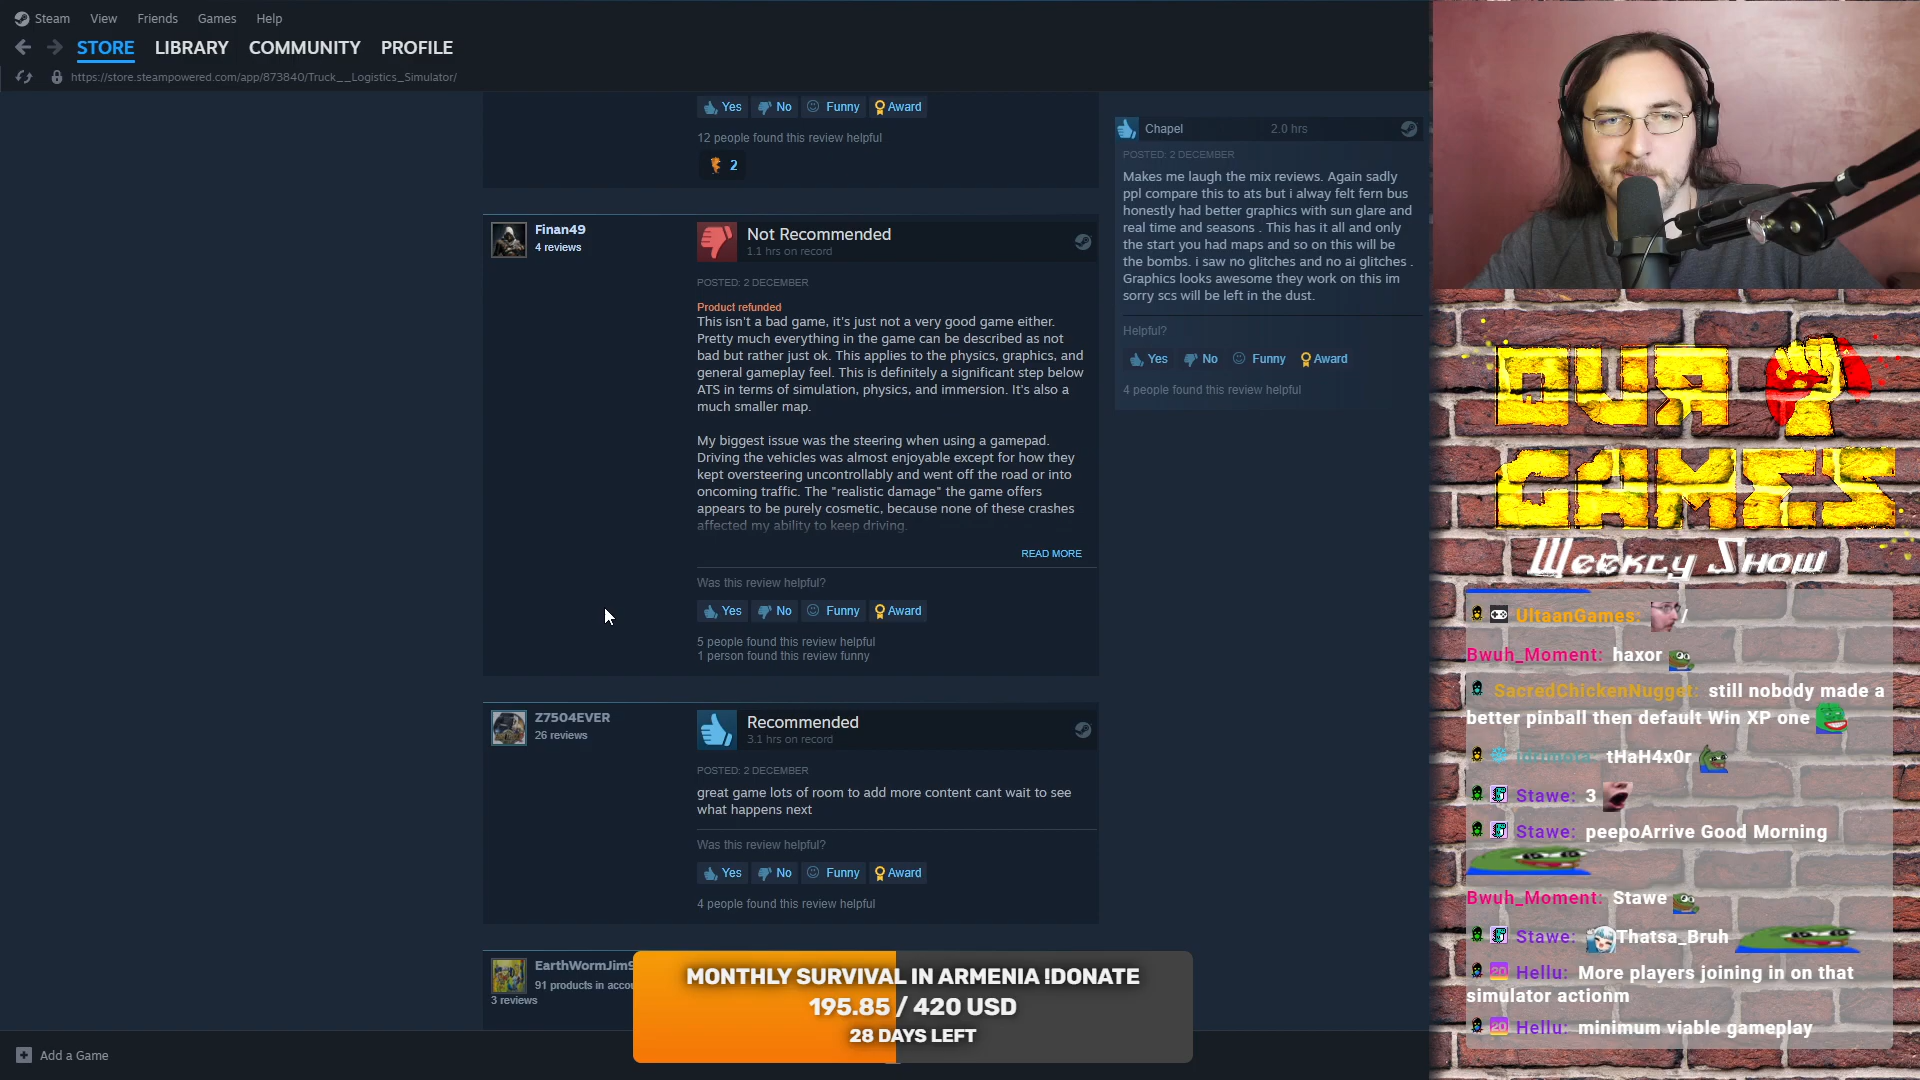 Steam View Friends Games Help
STORE LIBRARY COMMUNITY PROFILE
https://store.steampowered.com/app/873840/Truck__Logistics_Simulator/
Yes No Funny Award
12 people found this review helpful
2
Finan49
4 reviews
Not Recommended
1.1 hrs on record
POSTED: 2 DECEMBER
Product refunded
This isn't a bad game, it's just not a very good game either.
Pretty much everything in the game can be described as not
bad but rather just ok. This applies to the physics, graphics, and
general gameplay feel. This is definitely a significant step below
ATS in terms of simulation, physics, and immersion. It's also a
much smaller map.
My biggest issue was the steering when using a gamepad.
Driving the vehicles was almost enjoyable except for how they
kept oversteering uncontrollably and went off the road or into
oncoming traffic. The "realistic damage" the game offers
appears to be purely cosmetic, because none of these crashes
affected my ability to keep driving.
READ MORE
Was this review helpful?
Yes No Funny Award
5 people found this review helpful
1 person found this review funny
Z7504EVER
26 reviews
Recommended
3.1 hrs on record
POSTED: 2 DECEMBER
great game lots of room to add more content cant wait to see
what happens next
Was this review helpful?
Yes No Funny Award
4 people found this review helpful
EarthWormJim
91 products in
3 reviews
Chapel 2.0 hrs
POSTED: 2 DECEMBER
Makes me laugh the mix reviews. Again sadly
ppl compare this to ats but i alway felt fern bus
honestly had better graphics with sun glare and
real time and seasons . This has it all and only
the start you had maps and so on this will be
the bombs. i saw no glitches and no ai glitches .
Graphics looks awesome they work on this im
sorry scs will be left in the dust.
Helpful?
Yes No Funny Award
4 people found this review helpful
MONTHLY SURVIVAL IN ARMENIA !DONATE
195.85 / 420 USD
28 DAYS LEFT
Add a Game
OUR
GAMES
Weekly Show
UltaanGames: /
Bwuh_Moment: haxor
SacredChickenNugget: still nobody made a
better pinball then default Win XP one
tHaH4x0r
Stawe: 3
Stawe: peepoArrive Good Morning
Bwuh_Moment: Stawe
Stawe: Thatsa_Bruh
20 Hellu: More players joining in on that
simulator actionm
20 Hellu: minimum viable gameplay